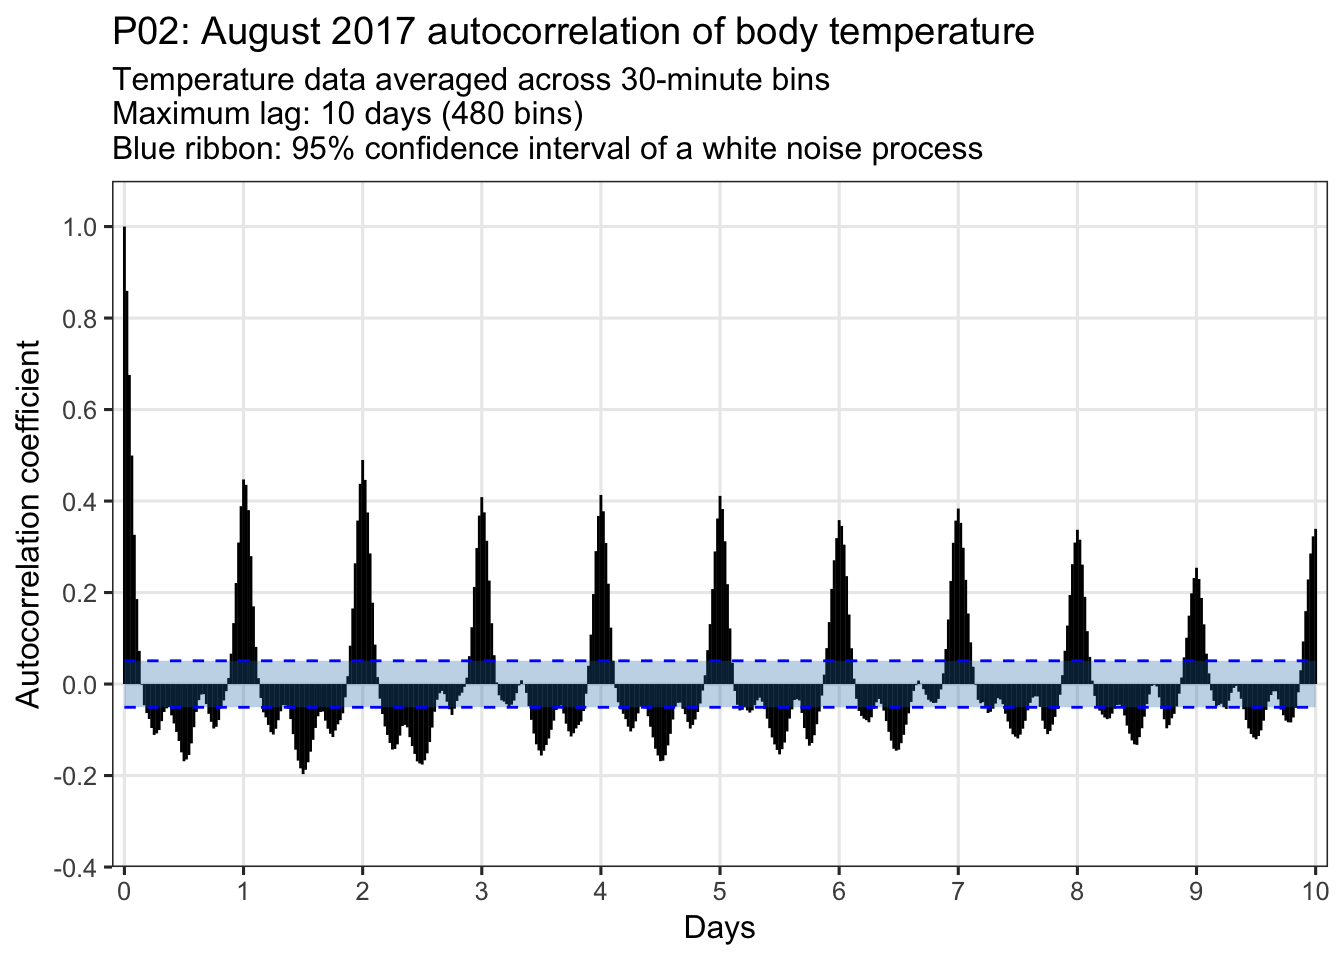 P02: August 2017 autocorrelation of body temperature
Temperature data averaged across 30-minute bins
Maximum lag: 10 days (480 bins)
Blue ribbon: 95% confidence interval of a white noise process
Autocorrelation coefficient
1.0
0.8
0.6
0.4
0.2
0.0
-0.2
-0.4
0 1 2 3 4 5 6 7 8 9 10
Days